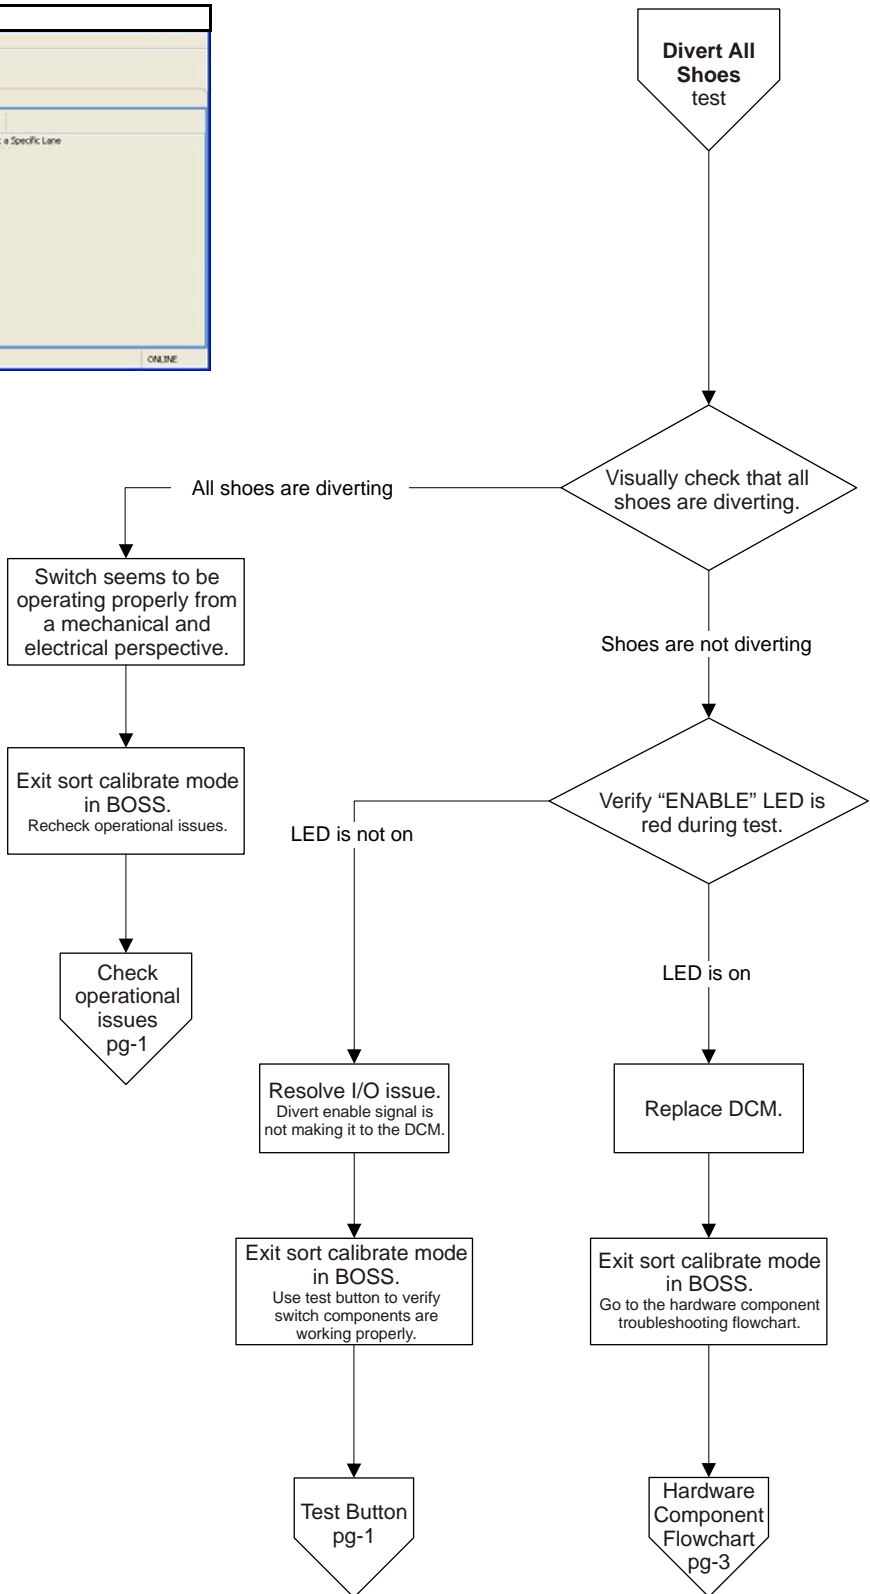 a Specific Lane
ONLINE
Divert All
Shoes
test
Visually check that all
shoes are diverting.
All shoes are diverting
Switch seems to be
operating properly from
a mechanical and
electrical perspective.
Shoes are not diverting
Exit sort calibrate mode
in BOSS.
Recheck operational issues.
Verify “ENABLE” LED is
red during test.
LED is not on
Check
operational
issues
pg-1
LED is on
Resolve I/O issue.
Divert enable signal is
not making it to the DCM.
Replace DCM.
Exit sort calibrate mode
in BOSS.
Use test button to verify
switch components are
working properly.
Exit sort calibrate mode
in BOSS.
Go to the hardware component
troubleshooting flowchart.
Test Button
pg-1
Hardware
Component
Flowchart
pg-3